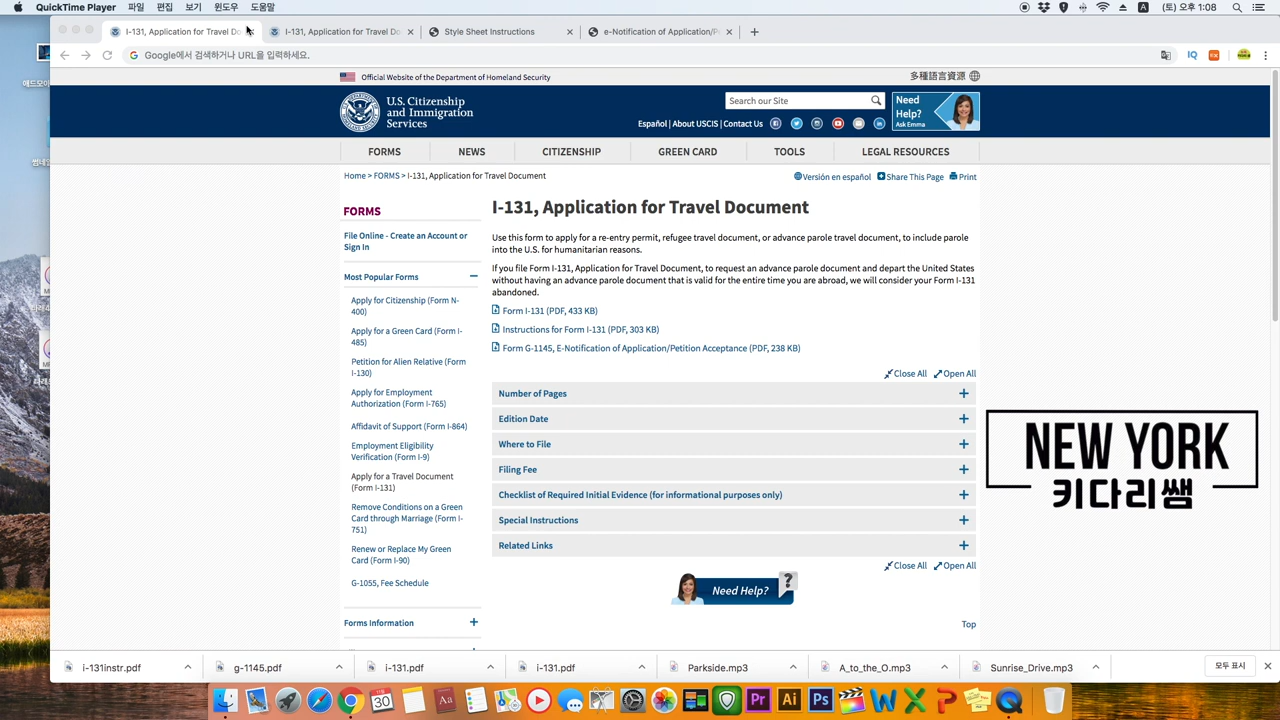 QuickTime Player 파일 편집 보기 윈도우 도움말
(토) 오후 1:08
I-131, Application for Travel Do
I-131, Application for Travel Do
Style Sheet Instructions
e-Notification of Application/P
Google에서 검색하거나 URL을 입력하세요.
Official Website of the Department of Homeland Security
多種語言資源
U.S. Citizenship
and Immigration
Services
Search our Site
Need
Help?
Ask Emma
Español | About USCIS | Contact Us
FORMS NEWS CITIZENSHIP GREEN CARD TOOLS LEGAL RESOURCES
Home > FORMS > I-131, Application for Travel Document
Versión en español Share This Page Print
FORMS
File Online - Create an Account or
Sign In
Most Popular Forms
Apply for Citizenship (Form N-
400)
Apply for a Green Card (Form I-
485)
Petition for Alien Relative (Form
I-130)
Apply for Employment
Authorization (Form I-765)
Affidavit of Support (Form I-864)
Employment Eligibility
Verification (Form I-9)
Apply for a Travel Document
(Form I-131)
Remove Conditions on a Green
Card through Marriage (Form I-
751)
Renew or Replace My Green
Card (Form I-90)
G-1055, Fee Schedule
Forms Information
I-131, Application for Travel Document
Use this form to apply for a re-entry permit, refugee travel document, or advance parole travel document, to include parole
into the U.S. for humanitarian reasons.
If you file Form I-131, Application for Travel Document, to request an advance parole document and depart the United States
without having an advance parole document that is valid for the entire time you are abroad, we will consider your Form I-131
abandoned.
Form I-131 (PDF, 433 KB)
Instructions for Form I-131 (PDF, 303 KB)
Form G-1145, E-Notification of Application/Petition Acceptance (PDF, 238 KB)
Close All Open All
Number of Pages
Edition Date
Where to File
Filing Fee
Checklist of Required Initial Evidence (for informational purposes only)
Special Instructions
Related Links
Close All Open All
Need Help?
Top
NEW YORK
키다리쌤
i-131instr.pdf
g-1145.pdf
i-131.pdf
i-131.pdf
Parkside.mp3
A_to_the_O.mp3
Sunrise_Drive.mp3
모두 표시
30
Pr
Ai
Ps